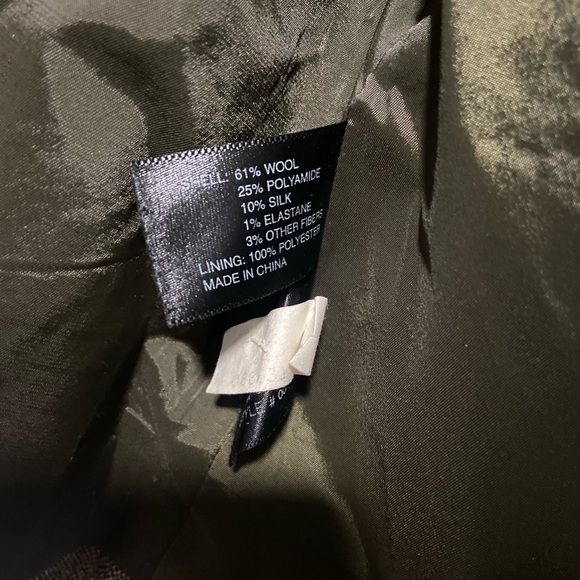 SHELL: 61% WOOL
25% POLYAMIDE
10% SILK
1% ELASTANE
3% OTHER FIBERS
LINING: 100% POLYESTER
MADE IN CHINA